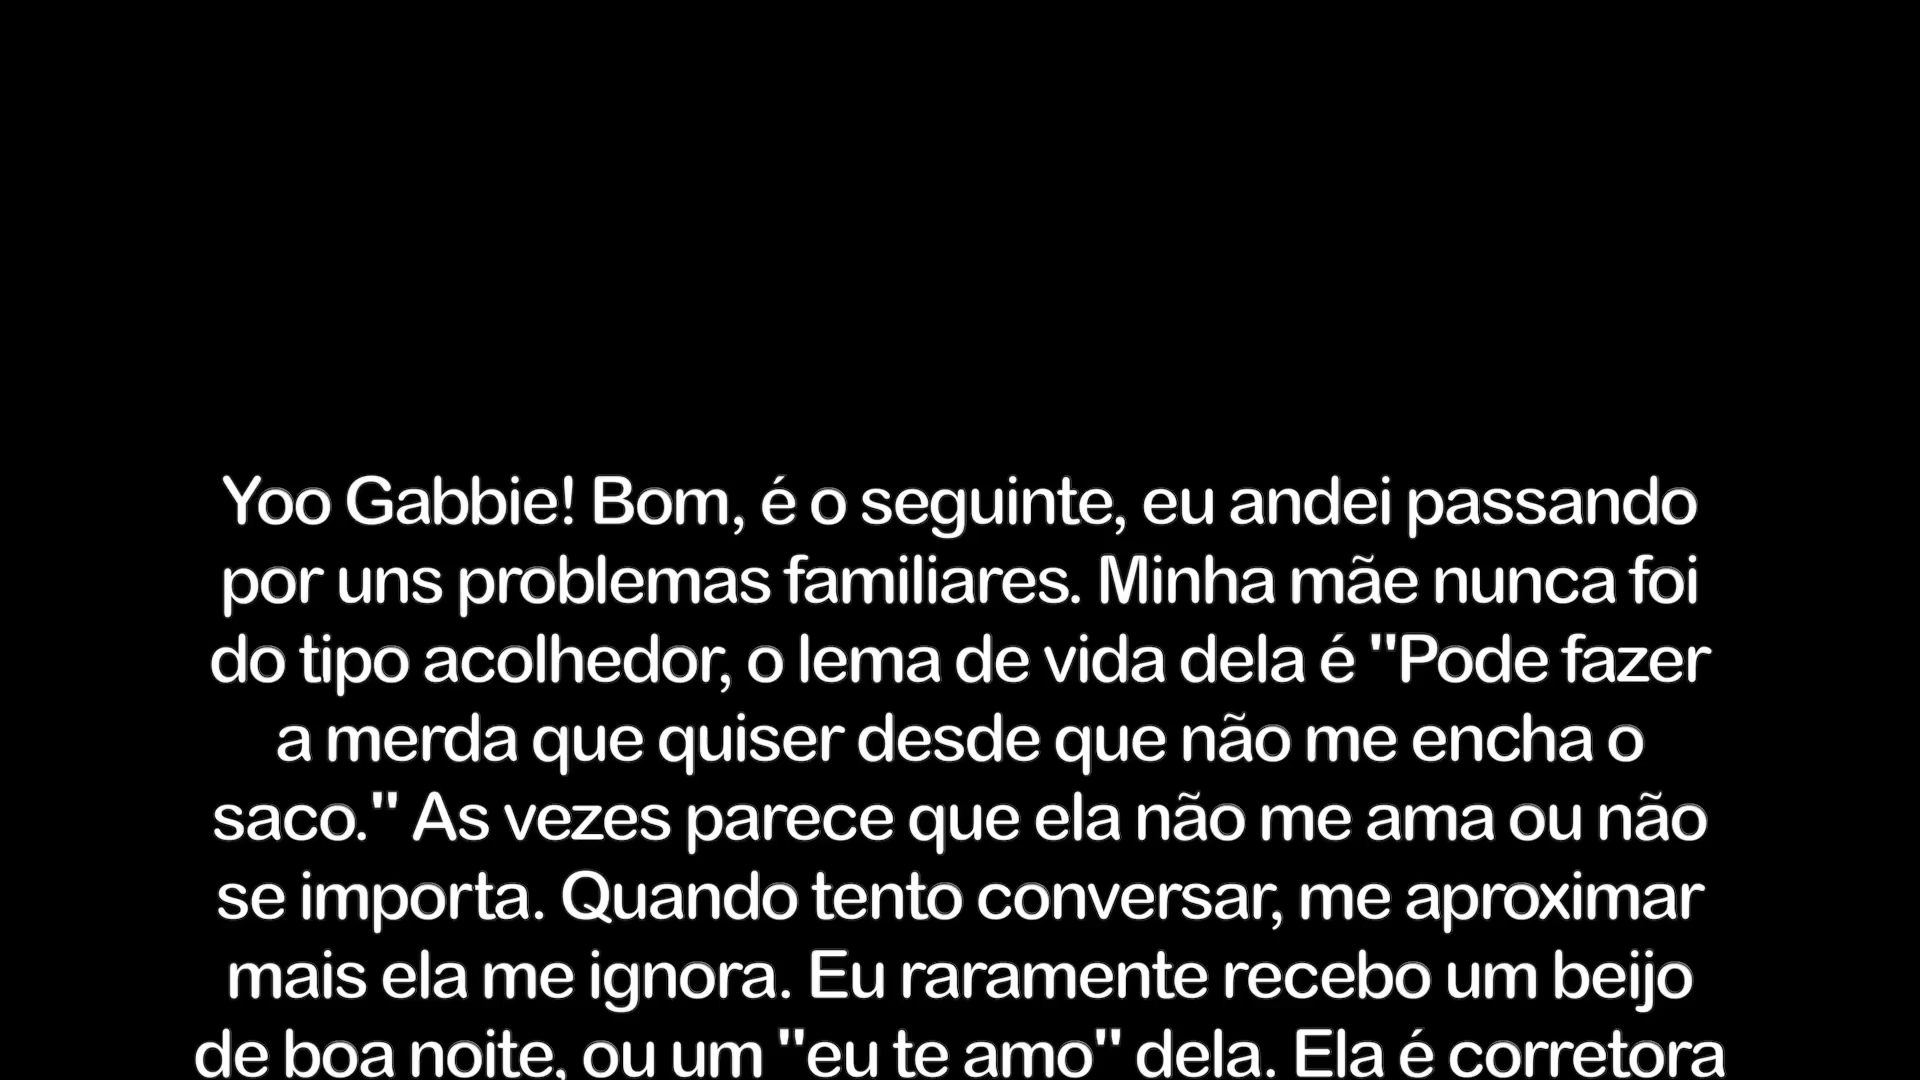 Yoo Gabbie! Bom, é o seguinte, eu andei passando
por uns problemas familiares. Minha mãe nunca foi
do tipo acolhedor, o lema de vida dela é "Pode fazer
a merda que quiser desde que não me encha o
saco." As vezes parece que ela não me ama ou não
se importa. Quando tento conversar, me aproximar
mais ela me ignora. Eu raramente recebo um beijo
de boa noite, ou um "eu te amo" dela. Ela é corretora